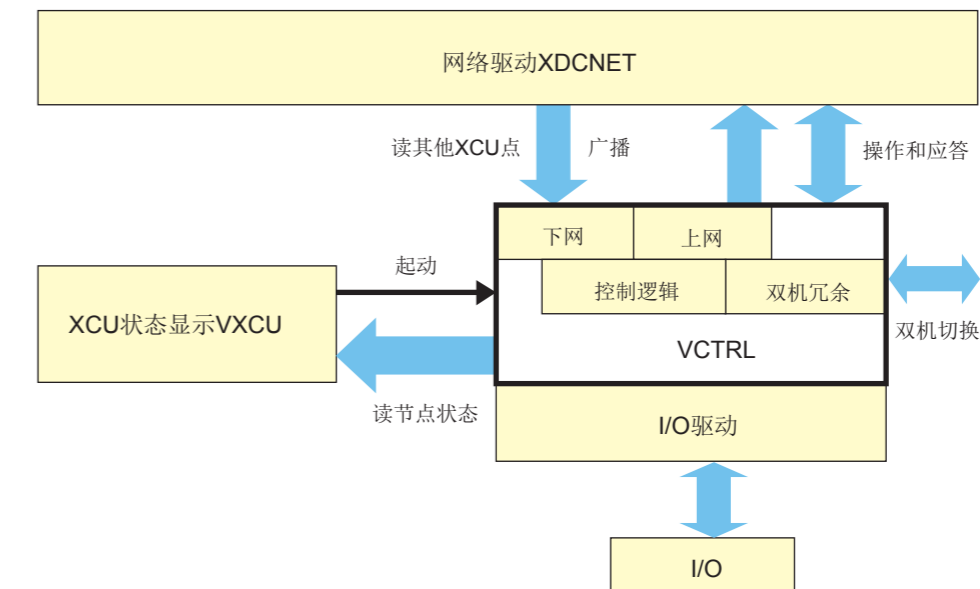 网络驱动XDCNET
读其他XCU点
广播
操作和应答
下网
上网
起动
控制逻辑
双机冗余
XCU状态显示VXCU
双机切换
VCTRL
读节点状态
I/O驱动
I/O